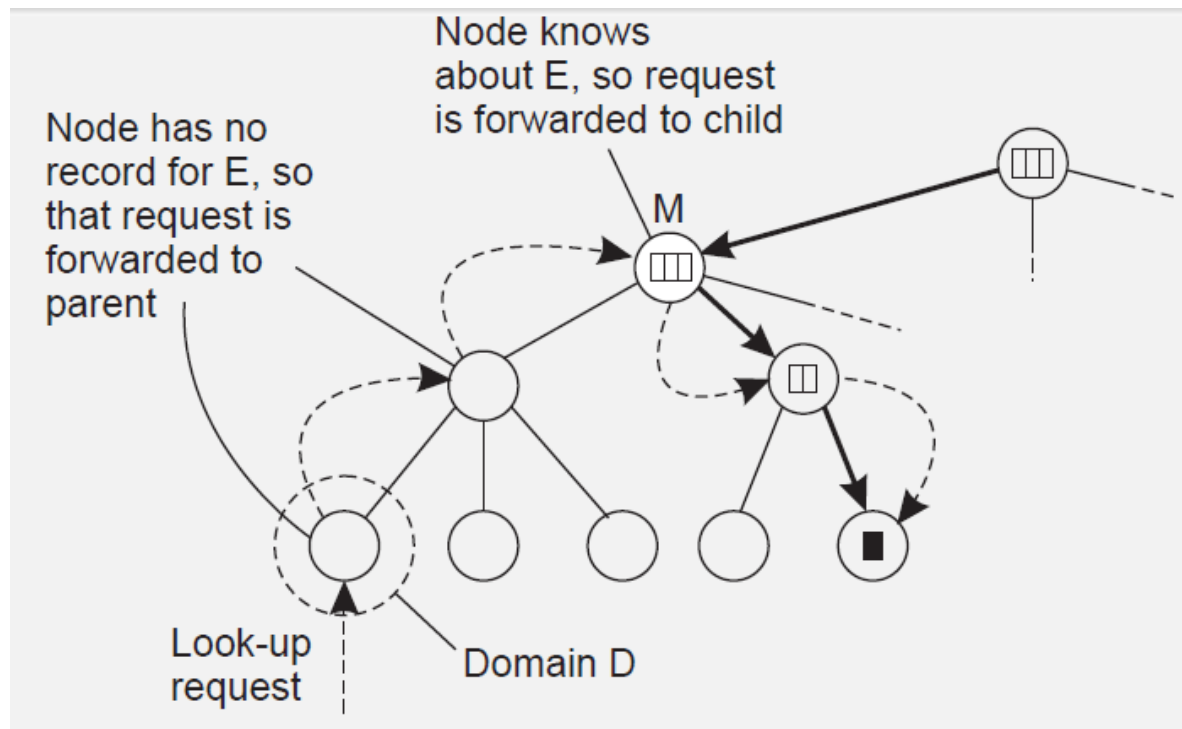 Node knows
about E, so request
is forwarded to child
Node has no
record for E, so
that request is
forwarded to
parent
M
Look-up
request
Domain D